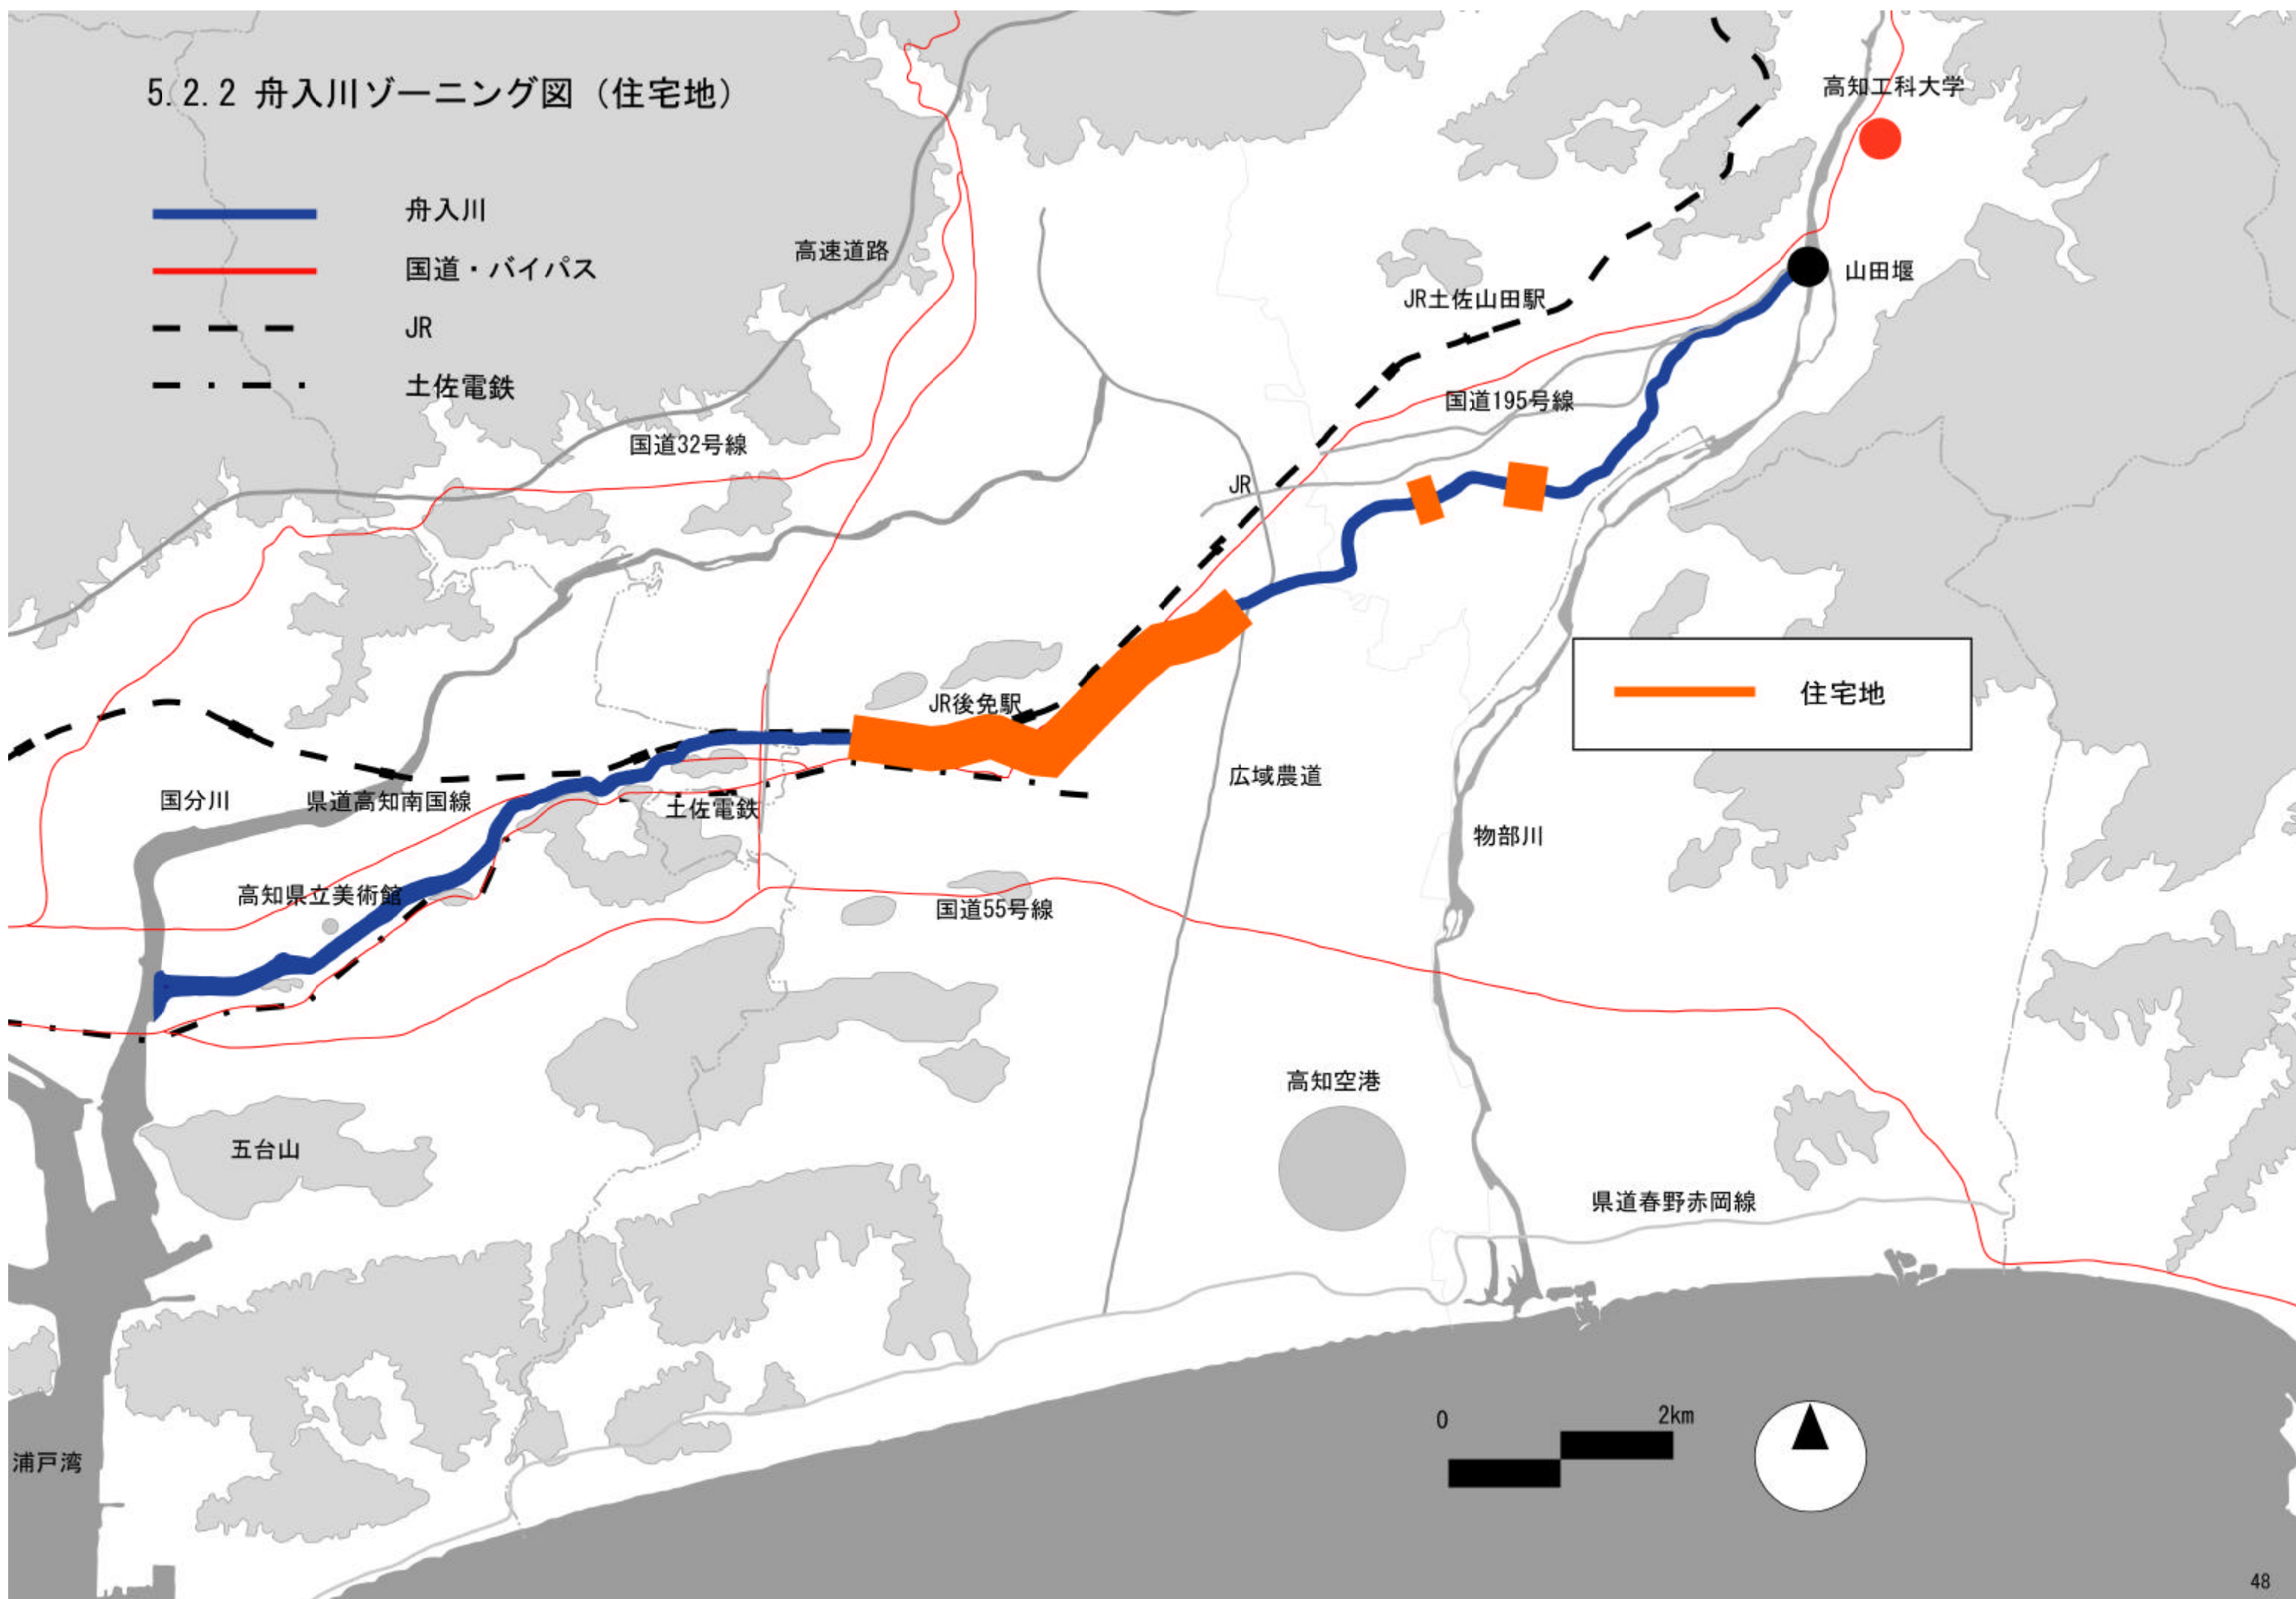 5.2.2 舟入川ゾーニング図（住宅地）
高知工科大学
舟入川
国道・バイパス
高速道路
山田堰
JR土佐山田駅
JR
土佐電鉄
国道195号線
国道32号線
JR
住宅地
JR後免駅
広域農道
国分川
県道高知南国線
土佐電鉄
物部川
高知県立美術館
国道55号線
高知空港
五台山
県道春野赤岡線
0 2km
浦戸湾
48